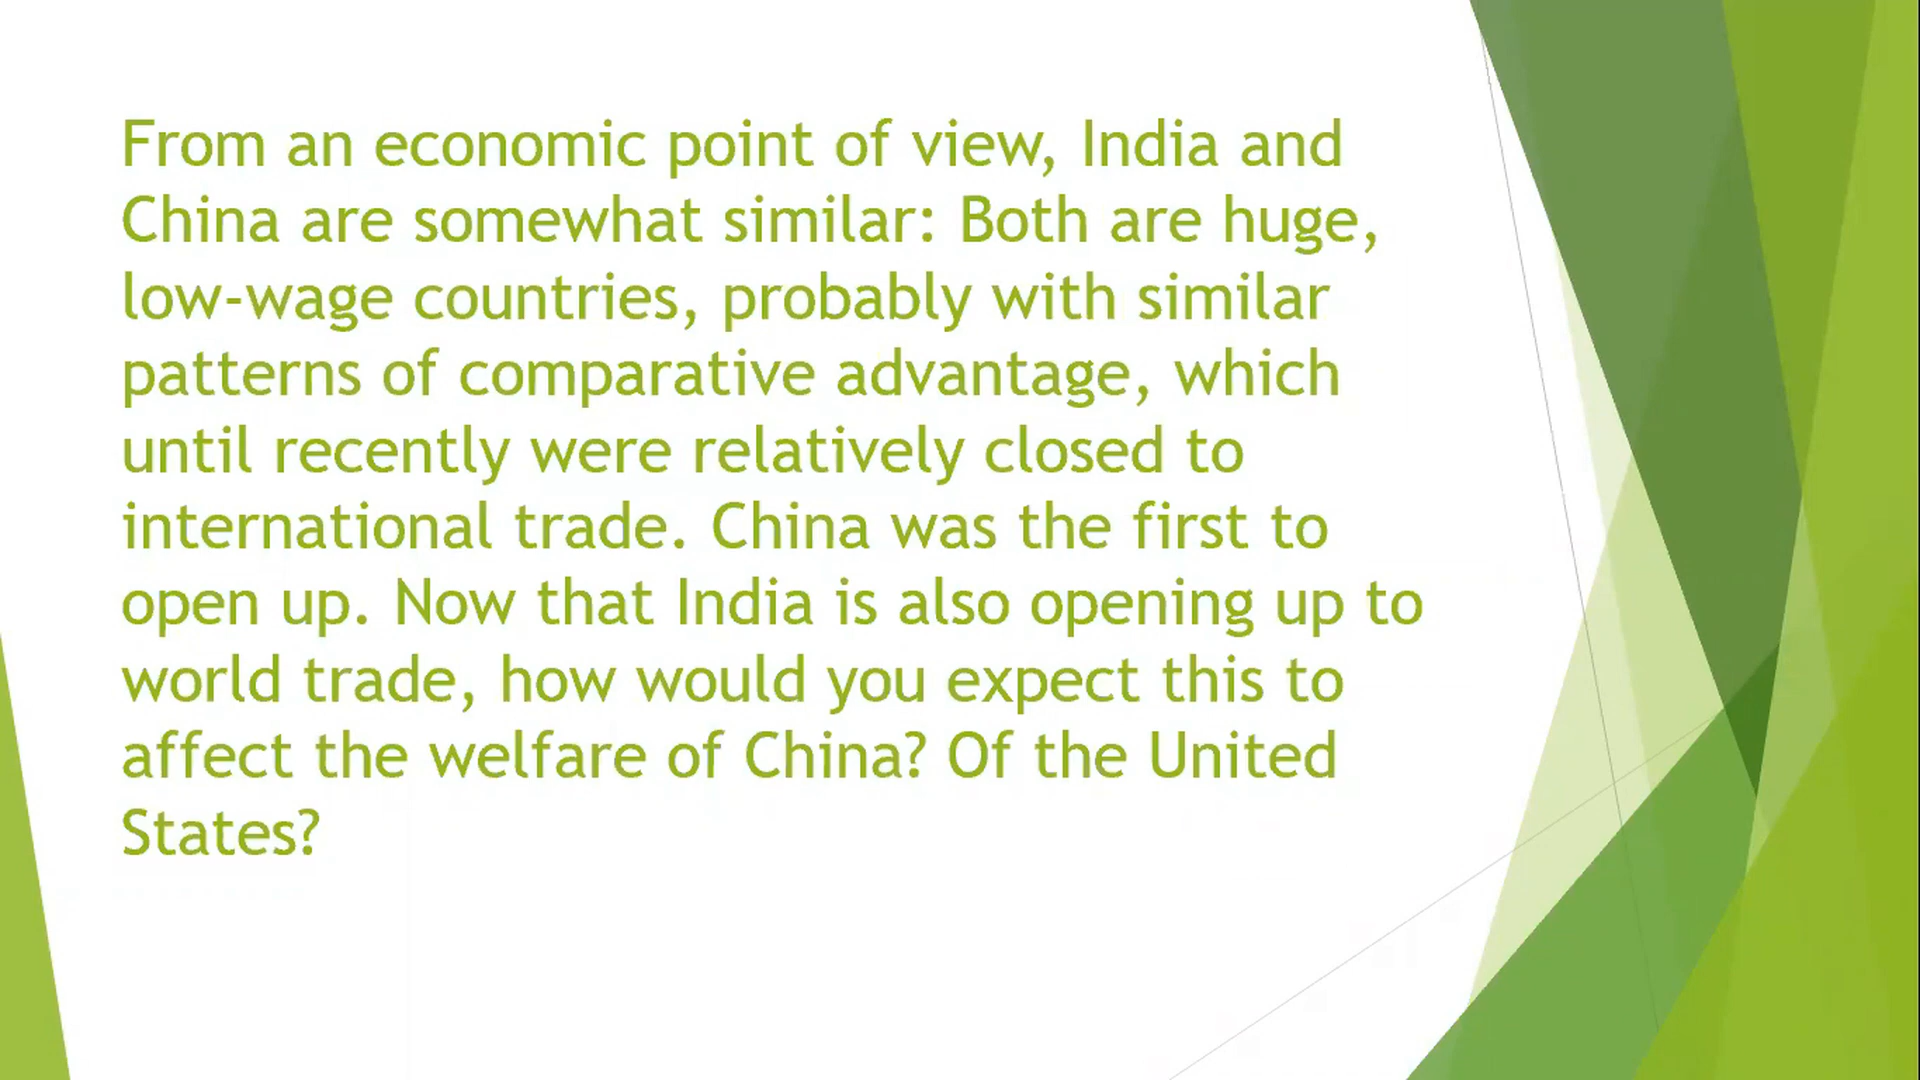 From an economic point of view, India and
China are somewhat similar: Both are huge,
low-wage countries, probably with similar
patterns of comparative advantage, which
until recently were relatively closed to
international trade. China was the first to
open up. Now that India is also opening up to
world trade, how would you expect this to
affect the welfare of China? Of the United
States?